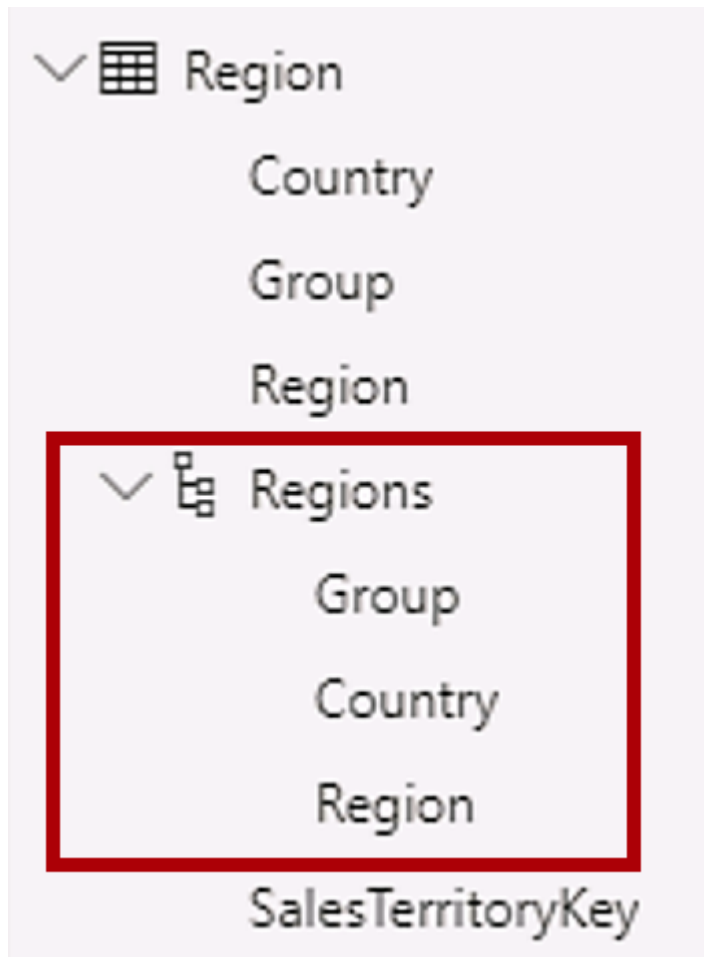 Region
Country
Group
Region
Regions
Group
Country
Region
SalesTerritoryKey